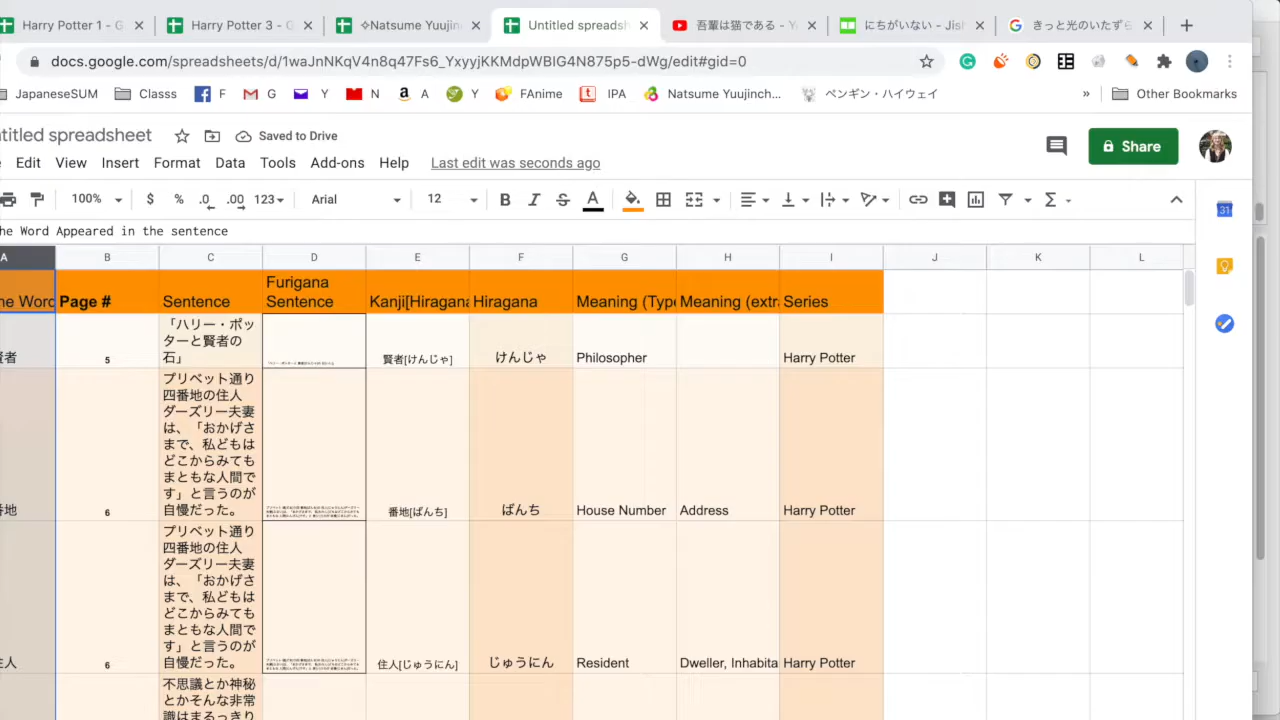 Harry Potter 1 - G
Harry Potter 3 - G
✧Natsume Yuujin
Untitled spreadsh
吾輩は猫である - Y
にちがいない - Jish
きっと光のいたずら
docs.google.com/spreadsheets/d/1waJnNKqV4n8q47Fs6_YxyyjKKMdpWBIG4N875p5-dWg/edit#gid=0
JapaneseSUM
Classs
F
G
Y
N
A
Y
FAnime
IPA
Natsume Yuujinch...
ペンギン・ハイウェイ
»
Other Bookmarks
titled spreadsheet
Saved to Drive
Edit View Insert Format Data Tools Add-ons Help Last edit was seconds ago
Share
100% $ % .0 .00 123 Arial 12 B I S A Σ
31
he Word Appeared in the sentence
A B C D E F G H I J K L
he Word
Page #
Sentence
Furigana
Sentence
Kanji[Hiragana
Hiragana
Meaning (Type
Meaning (extra
Series
賢者
5
「ハリー・ポッ
ターと賢者の
石」
賢者[けんじゃ]
けんじゃ
Philosopher
Harry Potter
番地
6
プリベット通り
四番地の住人
ダーズリー夫妻
は、「おかげさ
まで、私どもは
どこからみても
まともな人間で
す」と言うのが
自慢だった。
番地[ばんち]
ばんち
House Number
Address
Harry Potter
住人
6
プリベット通り
四番地の住人
ダーズリー夫妻
は、「おかげさ
まで、私どもは
どこからみても
まともな人間で
す」と言うのが
自慢だった。
住人[じゅうにん]
じゅうにん
Resident
Dweller, Inhabita
Harry Potter
不思議とか神秘
とかそんな非常
識はまるっきり